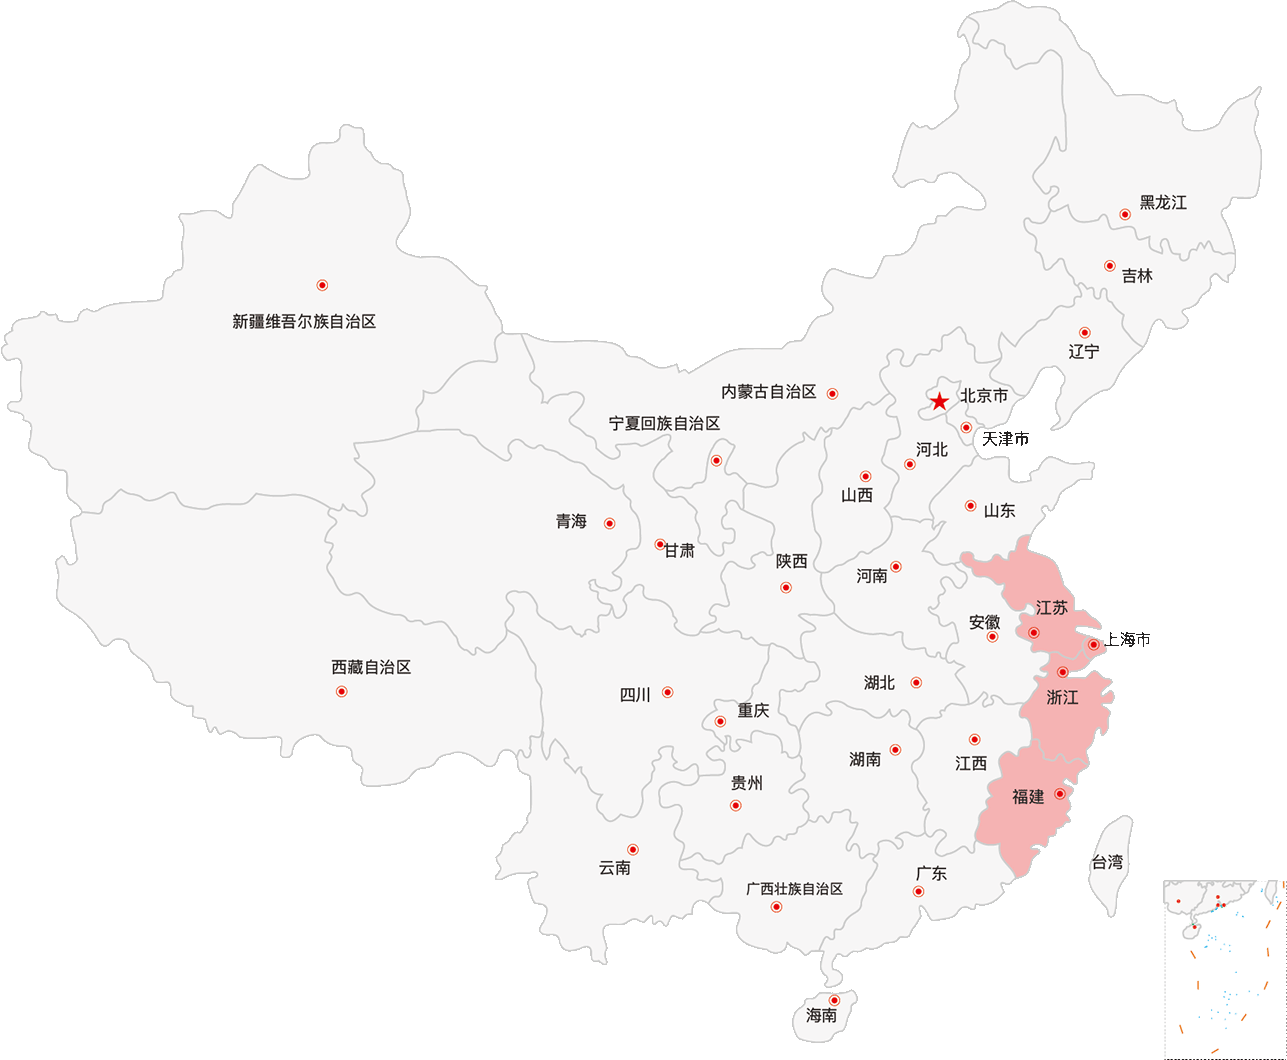 黑龙江
吉林
新疆维吾尔族自治区
辽宁
内蒙古自治区
北京市
宁夏回族自治区
天津市
河北
山西
山东
青海
甘肃
陕西
河南
江苏
安徽
上海市
西藏自治区
湖北
四川
浙江
重庆
湖南
江西
贵州
福建
台湾
云南
广东
广西壮族自治区
海南